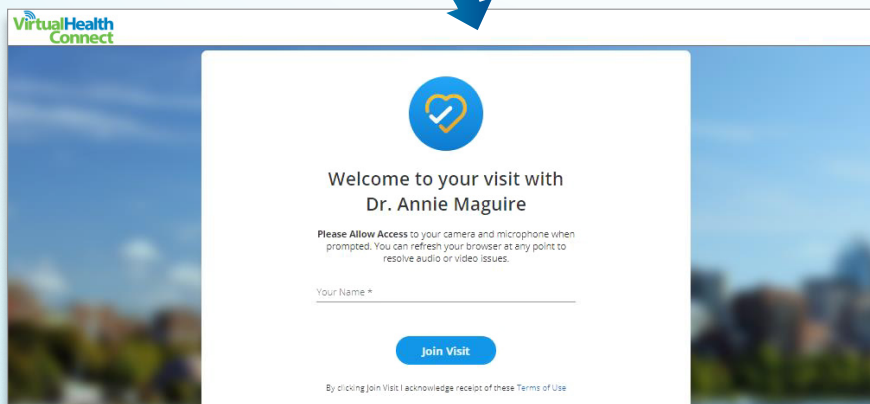 VirtualHealth
Connect
Welcome to your visit with
Dr. Annie Maguire
Please Allow Access to your camera and microphone when
prompted. You can refresh your browser at any point to
resolve audio or video issues.
Your Name *
Join Visit
By clicking Join Visit I acknowledge receipt of these Terms of Use